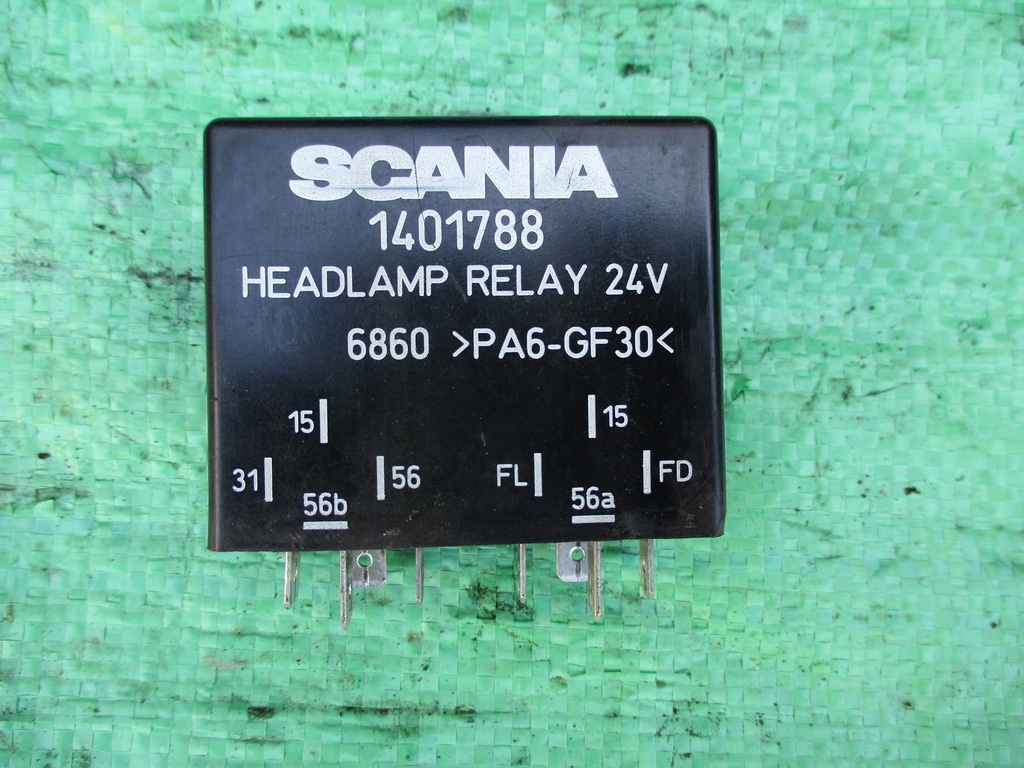 SCANIA
1401788
HEADLAMP RELAY 24V
6860 >PA6-GF30<
15 15
31 56 FL FD
56b 56a